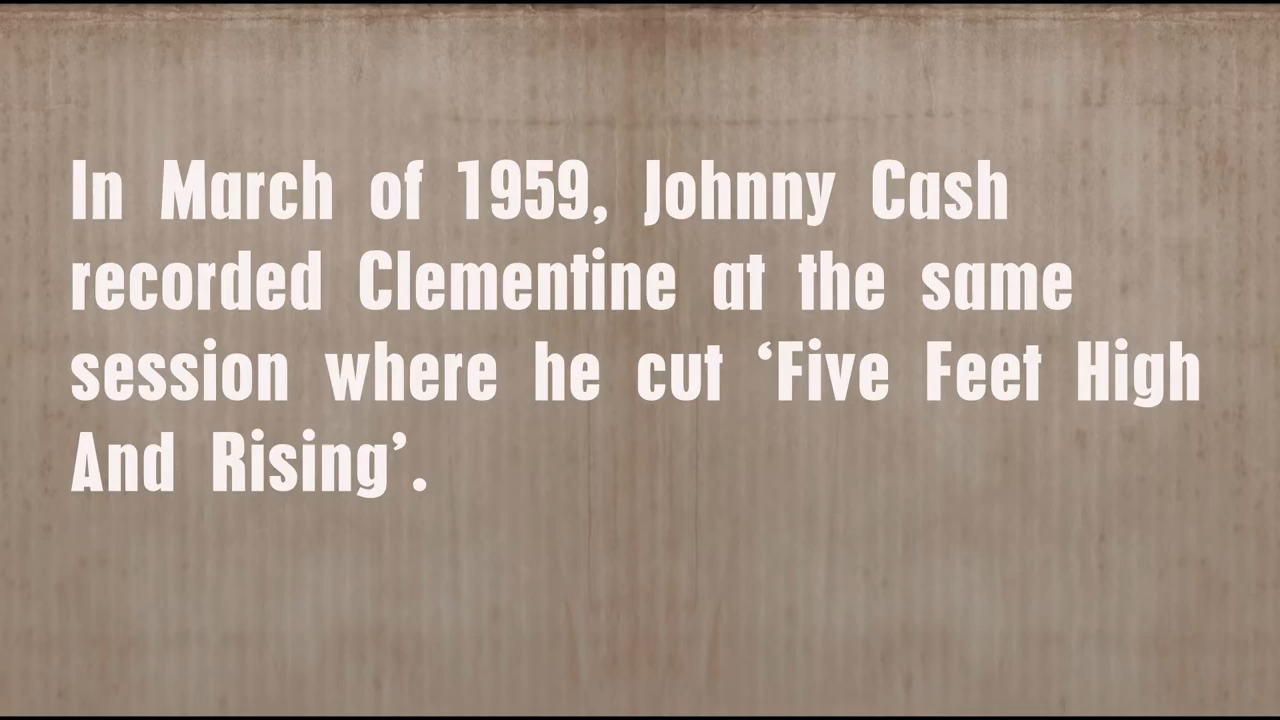 In March of 1959, Johnny Cash
recorded Clementine at the same
session where he cut ‘Five Feet High
And Rising’.